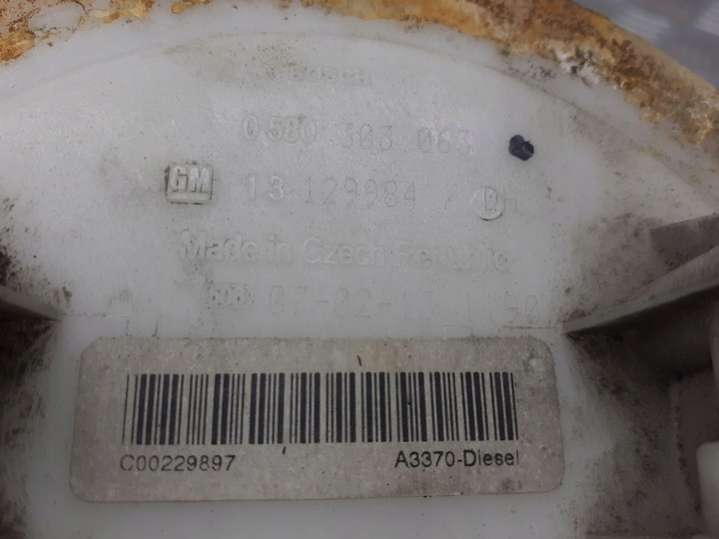 BOSCH
0 580 303 063
GM 13 129984 / D
Made in Czech Republic
C00229897 A3370-Diesel